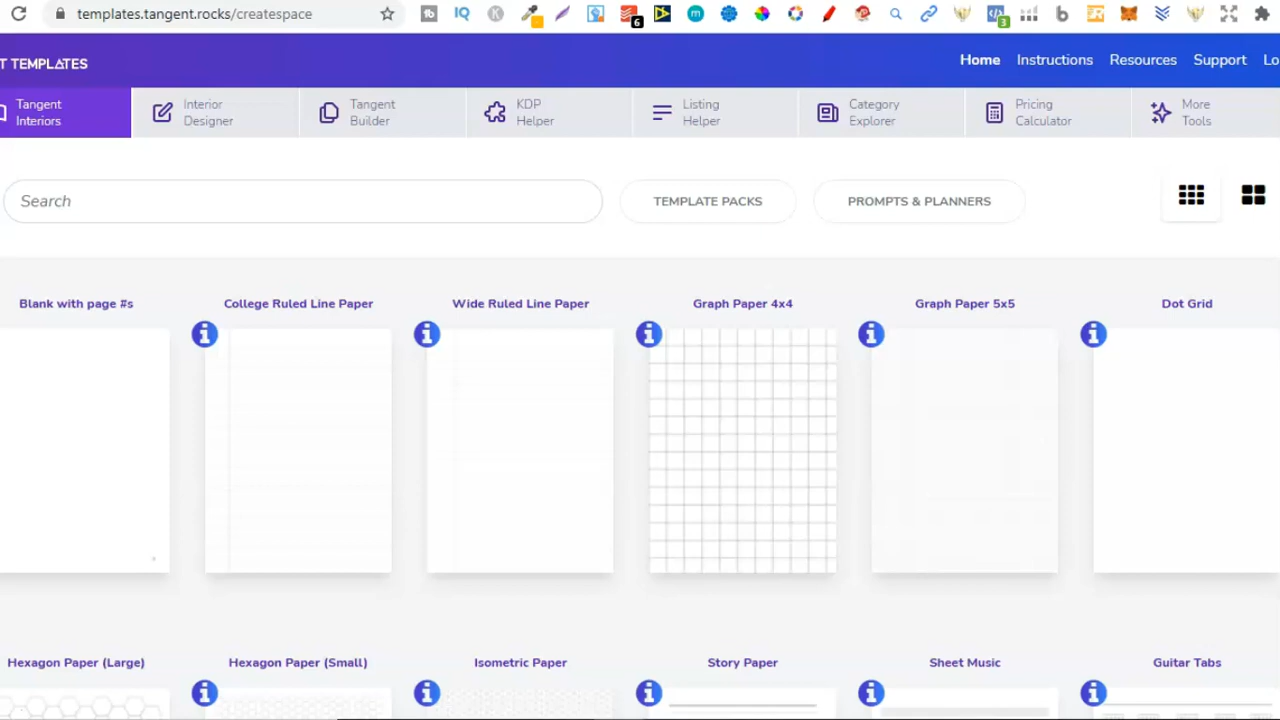 templates.tangent.rocks/createspace
6
3
T TEMPLATES
Home Instructions Resources Support Lo
Tangent Interiors
Interior Designer
Tangent Builder
KDP Helper
Listing Helper
Category Explorer
Pricing Calculator
More Tools
Search
TEMPLATE PACKS
PROMPTS & PLANNERS
Blank with page #s
College Ruled Line Paper
Wide Ruled Line Paper
Graph Paper 4x4
Graph Paper 5x5
Dot Grid
Hexagon Paper (Large)
Hexagon Paper (Small)
Isometric Paper
Story Paper
Sheet Music
Guitar Tabs